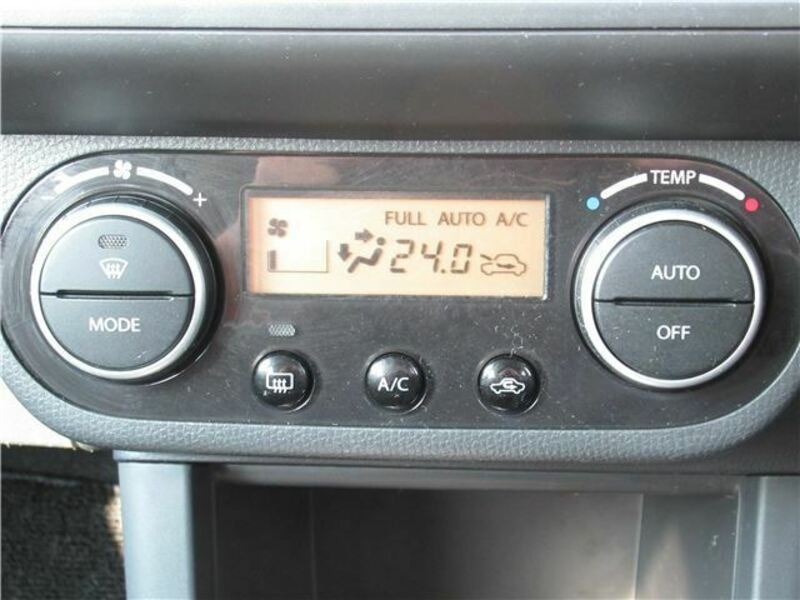 TEMP
+
FULL AUTO A/C
24.0
AUTO
MODE
OFF
A/C